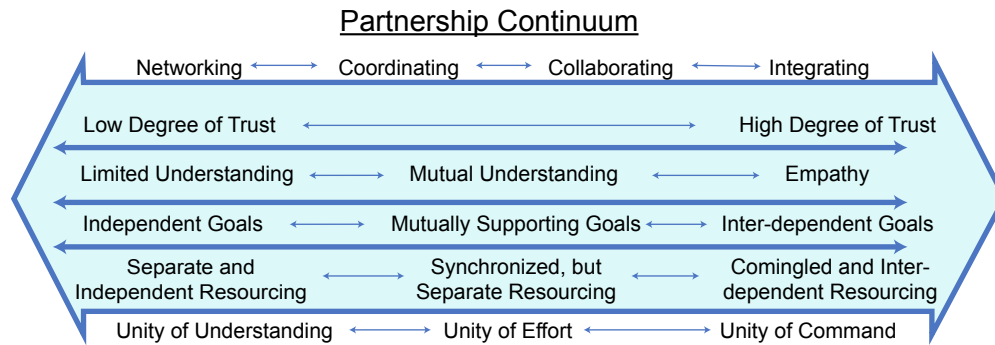 Partnership Continuum
Networking Coordinating Collaborating Integrating
Low Degree of Trust High Degree of Trust
Limited Understanding Mutual Understanding Empathy
Independent Goals Mutually Supporting Goals Inter-dependent Goals
Separate and Synchronized, but Comingled and Inter-
Independent Resourcing Separate Resourcing dependent Resourcing
Unity of Understanding Unity of Effort Unity of Command